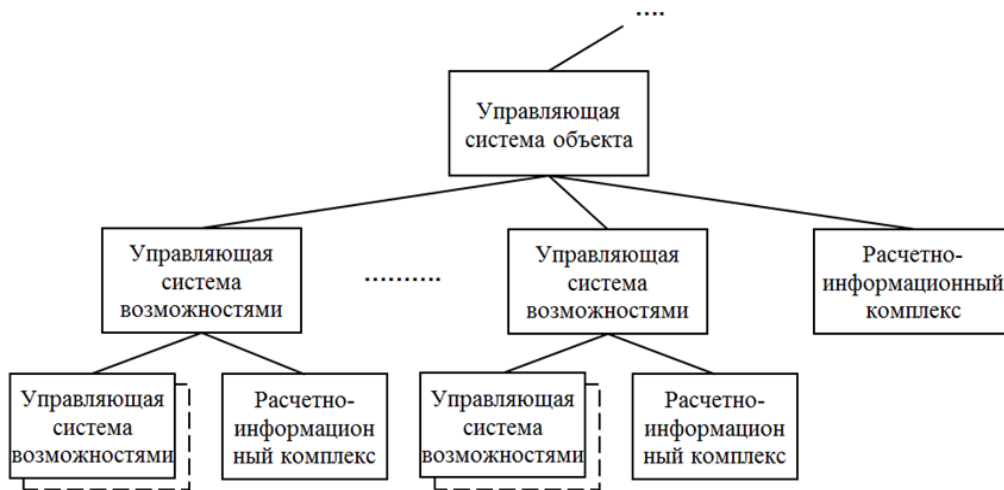 ....
Управляющая
система объекта
Управляющая
система
возможностями
..........
Управляющая
система
возможностями
Расчетно-
информационный
комплекс
Управляющая
система
возможностями
Расчетно-
информацион
ный комплекс
Управляющая
система
возможностями
Расчетно-
информацион
ный комплекс